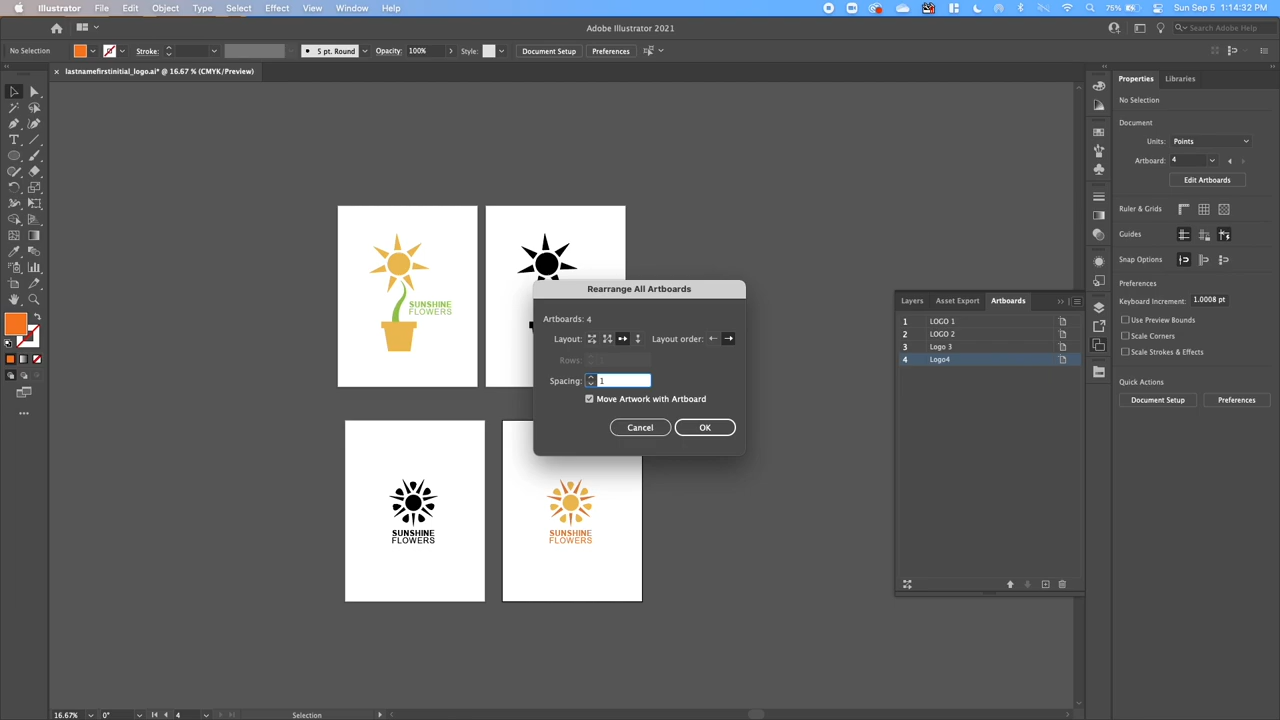 Illustrator File Edit Object Type Select Effect View Window Help 75% Sun Sep 5 1:14:32 PM
Adobe Illustrator 2021 Search Adobe Help
No Selection Stroke: 5 pt. Round Opacity: 100% Style: Document Setup Preferences
× lastnamefirstinitial_logo.ai* @ 16.67 % (CMYK/Preview)
Properties Libraries
No Selection
Document
Units: Points
Artboard: 4
Edit Artboards
Ruler & Grids
Guides
Snap Options
Preferences
Keyboard Increment: 1.0008 pt
Use Preview Bounds
Scale Corners
Scale Strokes & Effects
Quick Actions
Document Setup Preferences
Layers Asset Export Artboards
1 LOGO 1
2 LOGO 2
3 Logo 3
4 Logo4
Rearrange All Artboards
Artboards: 4
Layout: Layout order:
Rows:
Spacing: 1
Move Artwork with Artboard
Cancel OK
SUNSHINE
FLOWERS
SUNSHINE
FLOWERS
SUNSHINE
FLOWERS
16.67% 0° 4 Selection